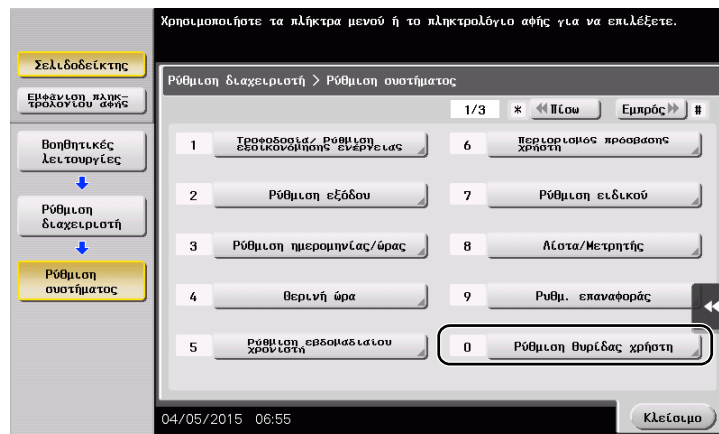 Χρησιμοποιήστε τα πλήκτρα μενού ή το πληκτρολόγιο αφής για να επιλέξετε.
Σελιδοδείκτης
Εμφάνιση πληκ-
τρολογίου αφής
Βοηθητικές
λειτουργίες
Ρύθμιση
διαχειριστή
Ρύθμιση
συστήματος
Ρύθμιση διαχειριστή > Ρύθμιση συστήματος
1/3 * Πίσω Εμπρός #
1 Τροφοδοσία/ Ρύθμιση
εξοικονόμησης ενέργειας
6 Περιορισμός πρόσβασης
χρήστη
2 Ρύθμιση εξόδου
7 Ρύθμιση ειδικού
3 Ρύθμιση ημερομηνίας/ώρας
8 Λίστα/Μετρητής
4 Θερινή ώρα
9 Ρυθμ. επαναφοράς
5 Ρύθμιση εβδομαδιαίου
χρονιστή
0 Ρύθμιση θυρίδας χρήστη
04/05/2015 06:55
Κλείσιμο